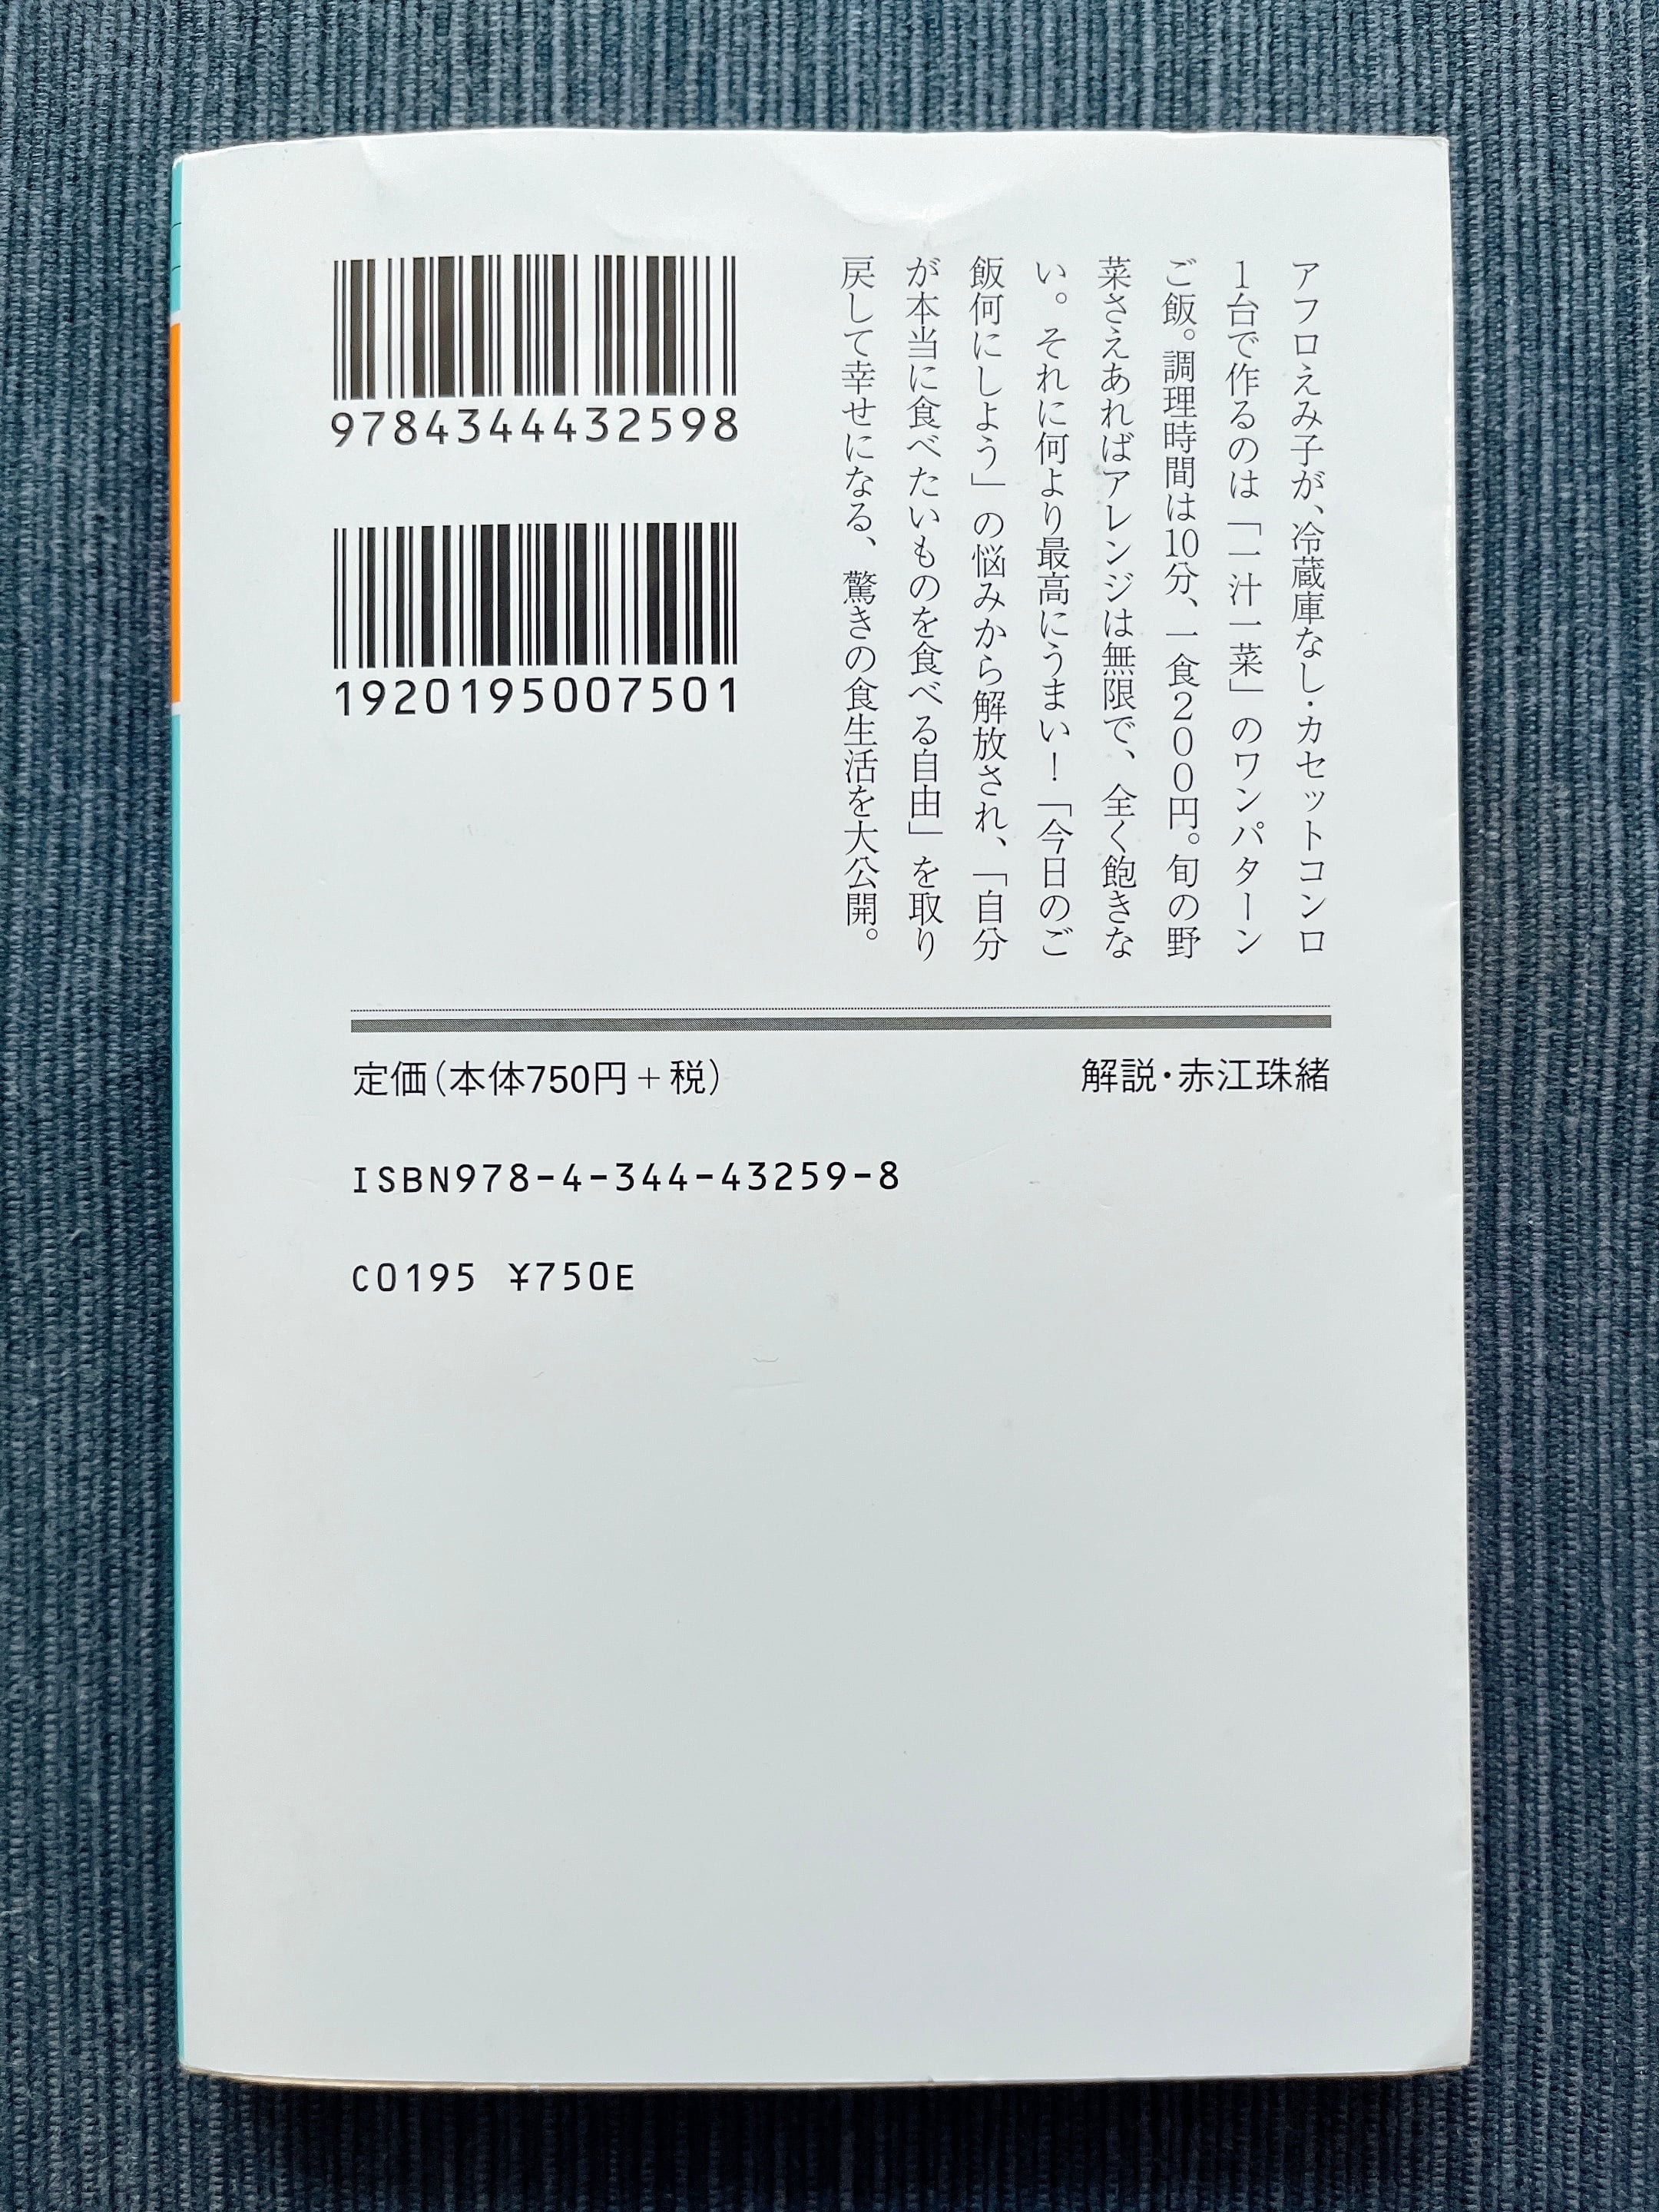 アフロえみ子が、冷蔵庫なし・カセットコンロ
1台で作るのは「一汁一菜」のワンパターン
ご飯。調理時間は10分、一食200円。旬の野
菜さえあればアレンジは無限で、全く飽きな
い。それに何より最高にうまい!「今日のご
飯何にしよう」の悩みから解放され、「自分
が本当に食べたいものを食べる自由」を取り
戻して幸せになる、驚きの食生活を大公開。
9784344432598
1920195007501
解説・赤江珠緒
定価(本体750円+税)
ISBN978-4-344-43259-8
C0195 ¥750E